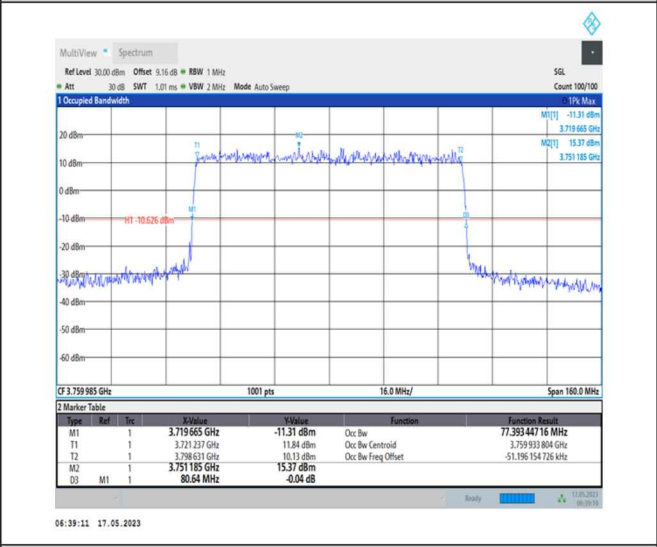 MultiView Spectrum
Ref Level 30.00 dBm Offset 9.16 dB RBW 1 MHz SGL
Att 30 dB SWT 1.01 ms VBW 2 MHz Mode Auto Sweep Count 100/100
1 Occupied Bandwidth 1Pk Max
M1[1] -11.31 dBm
3.719 665 GHz
M2[1] 15.37 dBm
3.751 185 GHz
20 dBm
T1 M2 T2
10 dBm
0 dBm
M1 D3
-10 dBm
H1 -10.626 dBm
-20 dBm
-30 dBm
-40 dBm
-50 dBm
-60 dBm
CF 3.759 985 GHz 1001 pts 16.0 MHz/ Span 160.0 MHz
2 Marker Table
Type Ref Trc X-Value Y-Value Function Function Result
M1 1 3.719 665 GHz -11.31 dBm Occ Bw 77.393 447 16 MHz
T1 1 3.721 237 GHz 11.84 dBm Occ Bw Centroid 3.759 933 804 GHz
T2 1 3.798 631 GHz 10.13 dBm Occ Bw Freq Offset -51.196 154 726 kHz
M2 1 3.751 185 GHz 15.37 dBm
D3 M1 1 80.64 MHz -0.04 dB
Ready 17.05.2023
06:39:10
06:39:11 17.05.2023